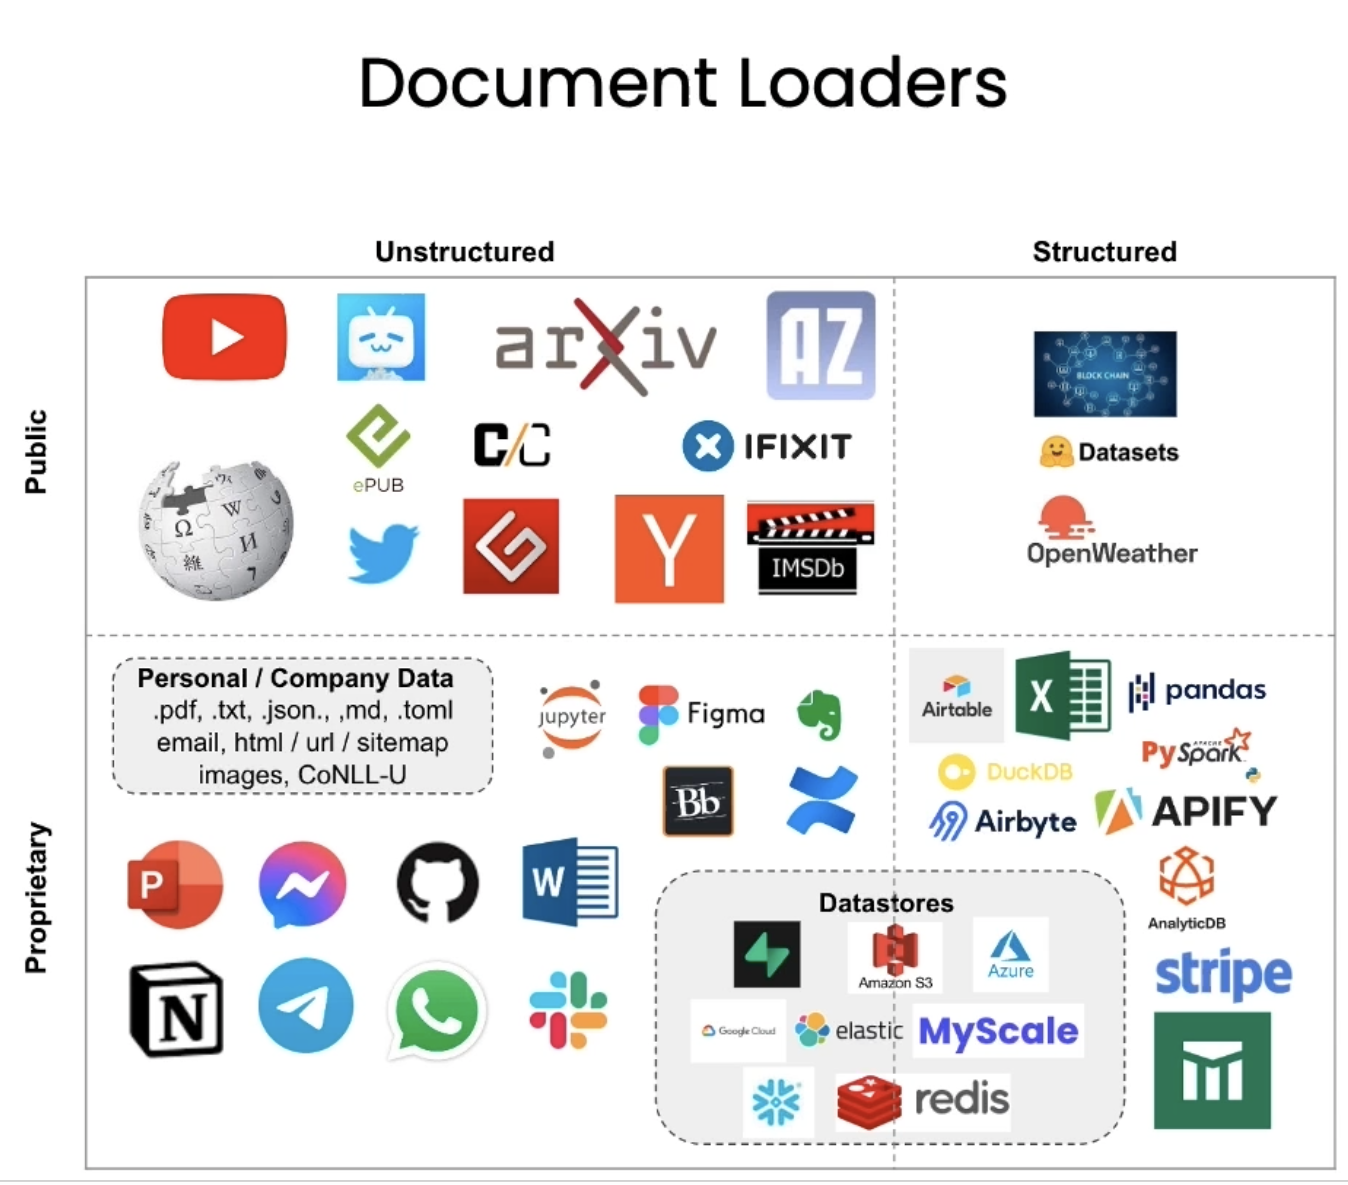 Document Loaders
Unstructured
Structured
Public
arXiv
AZ
BLOCK CHAIN
ePUB
C/C
IFIXIT
Datasets
Ω W И 維
Y
IMSDb
OpenWeather
Proprietary
Personal / Company Data
.pdf, .txt, .json., ,md, .toml
email, html / url / sitemap
images, CoNLL-U
jupyter
Figma
Bb
Airtable
X
pandas
APACHE
PySpark
DuckDB
Airbyte
APIFY
P
W
N
Datastores
Amazon S3
Azure
Google Cloud
elastic
MyScale
redis
AnalyticDB
stripe